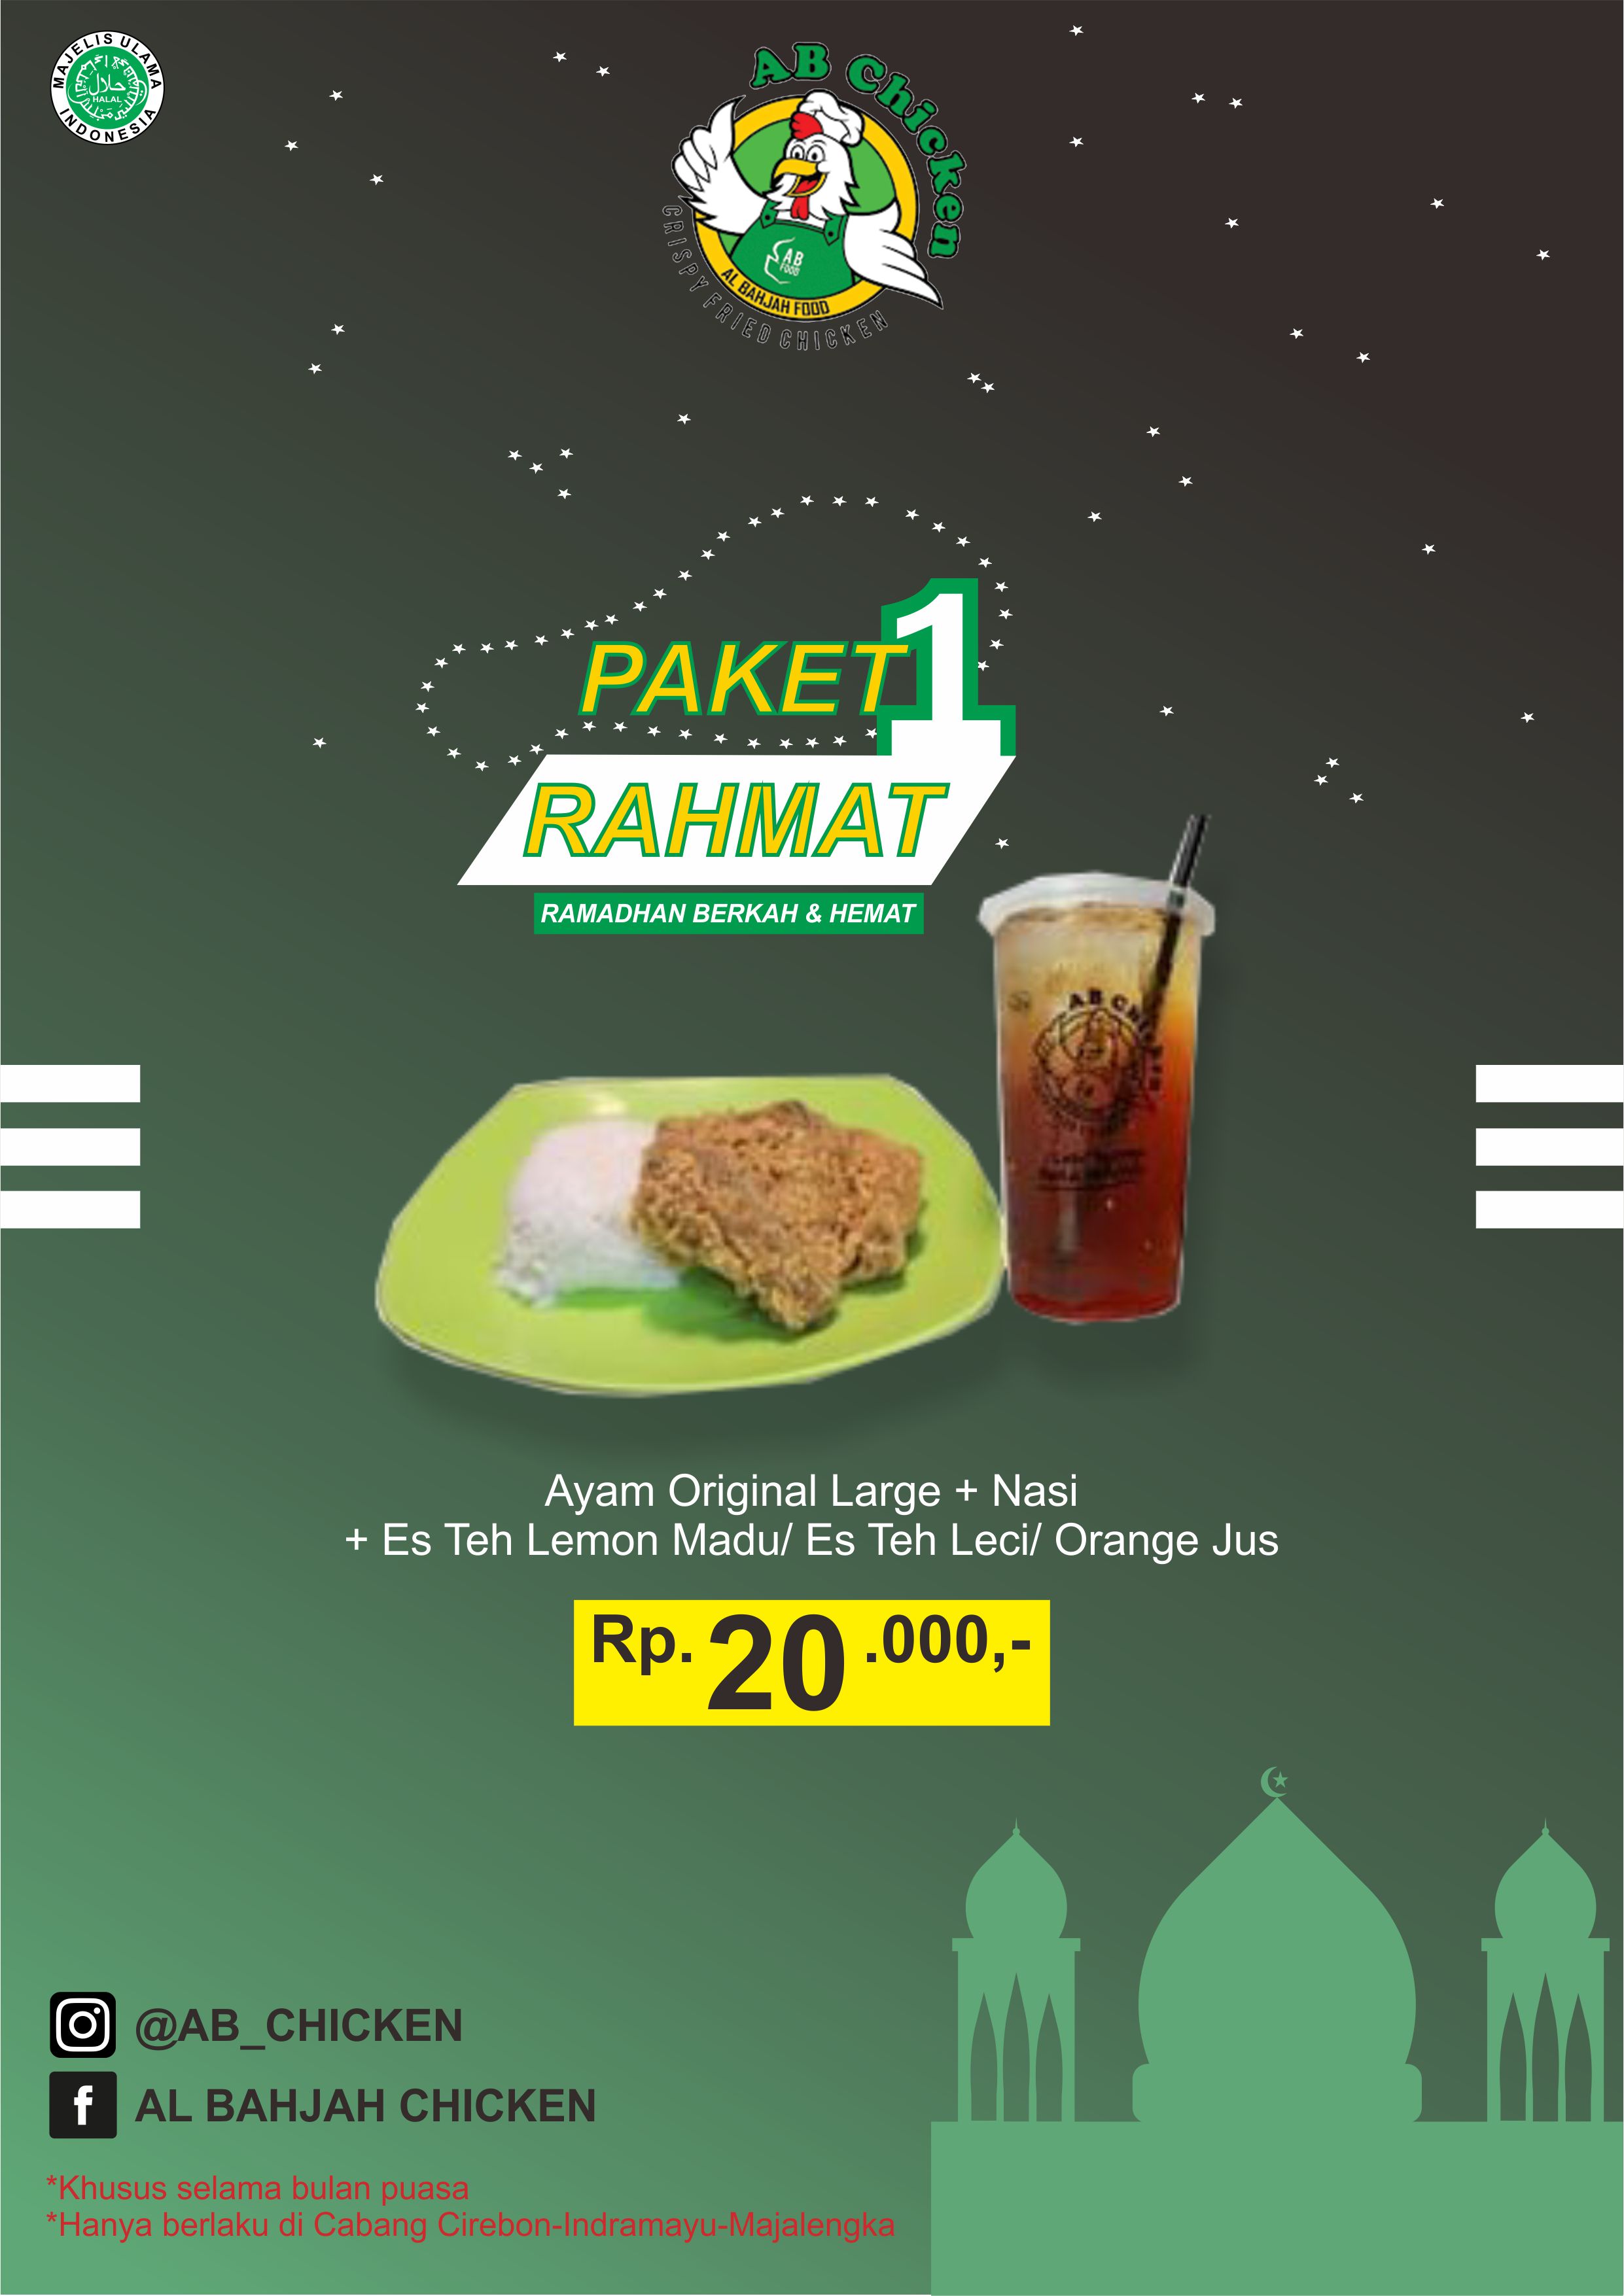 MAJELIS ULAMA
حلال
HALAL
INDONESIA
AB Chicken
AB
FOOD
AL BAHJAH FOOD
CRISPY FRIED CHICKEN
PAKET 1
RAHMAT
RAMADHAN BERKAH & HEMAT
Ayam Original Large + Nasi
+ Es Teh Lemon Madu/ Es Teh Leci/ Orange Jus
Rp. 20.000,-
@AB_CHICKEN
AL BAHJAH CHICKEN
*Khusus selama bulan puasa
*Hanya berlaku di Cabang Cirebon-Indramayu-Majalengka